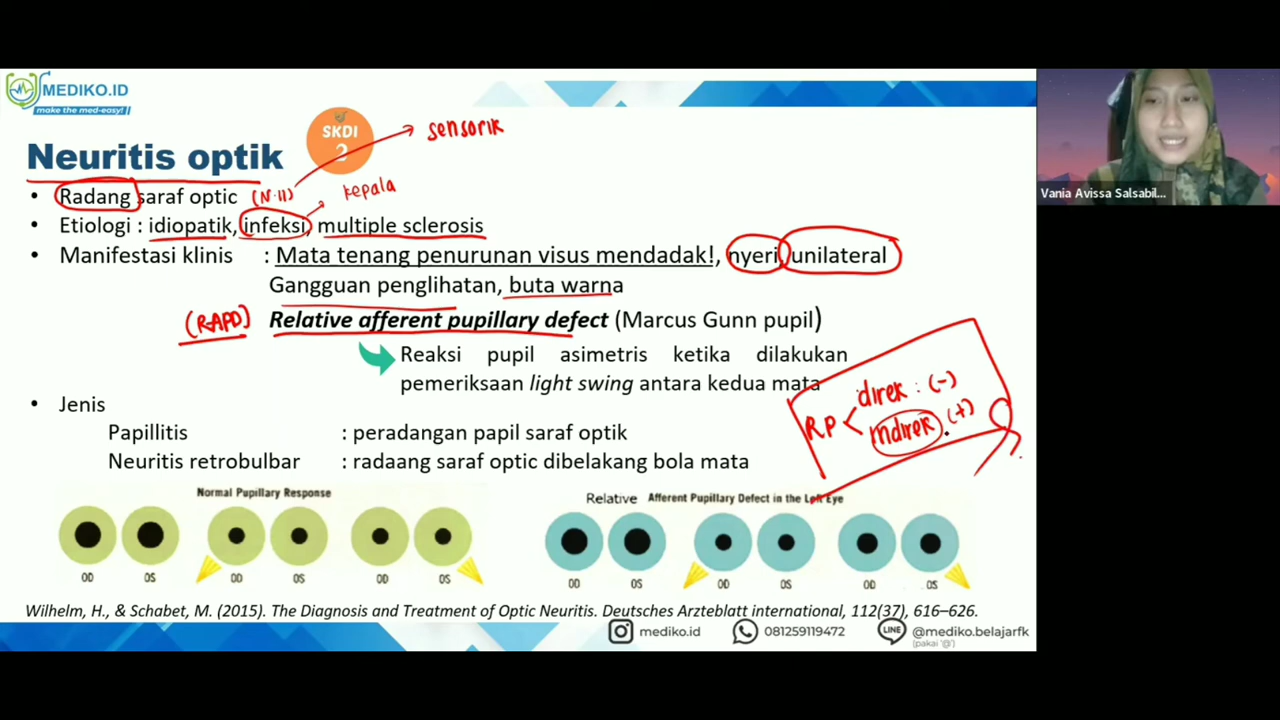 MEDIKO.ID
make the med-easy!
SKDI
2
sensorik
Neuritis optik
Radang saraf optic (N.II)
kepala
Etiologi : idiopatik, infeksi, multiple sclerosis
Manifestasi klinis : Mata tenang penurunan visus mendadak!, nyeri, unilateral
Gangguan penglihatan, buta warna
(RAPD) Relative afferent pupillary defect (Marcus Gunn pupil)
Reaksi pupil asimetris ketika dilakukan
pemeriksaan light swing antara kedua mata
RP direk : (-)
indirek (+)
Jenis
Papillitis : peradangan papil saraf optik
Neuritis retrobulbar : radaang saraf optic dibelakang bola mata
Normal Pupillary Response
Relative Afferent Pupillary Defect in the Left Eye
OD OS OD OS OD OS
OD OS OD OS OD OS
Wilhelm, H., & Schabet, M. (2015). The Diagnosis and Treatment of Optic Neuritis. Deutsches Arzteblatt international, 112(37), 616–626.
mediko.id 081259119472 LINE @mediko.belajarfk
(pakai '@')
Vania Avissa Salsabil...